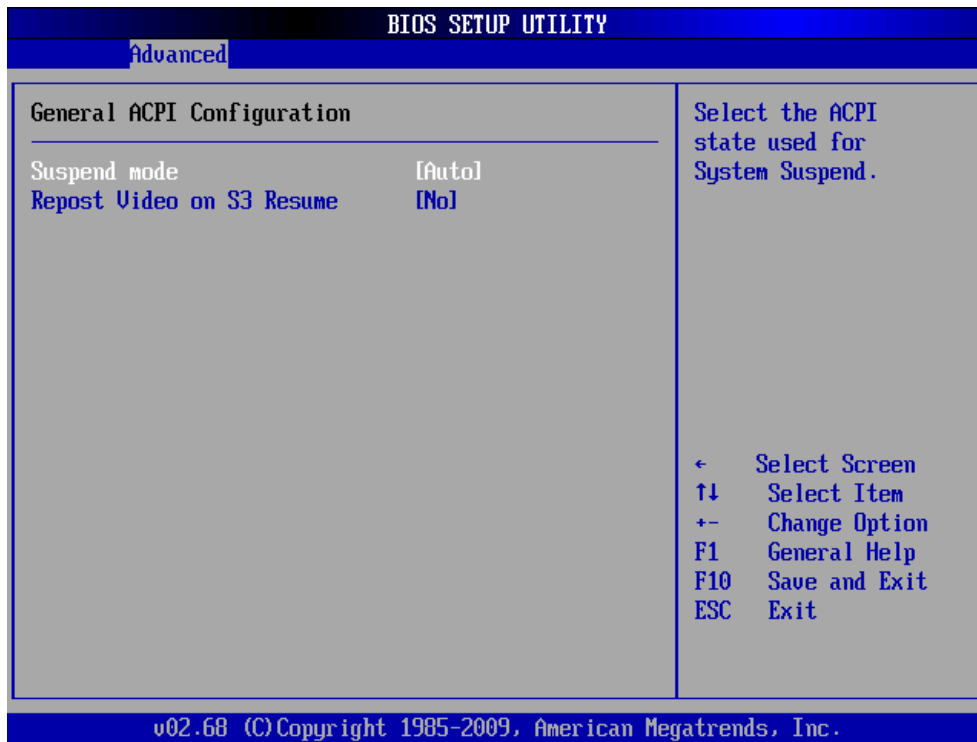 BIOS SETUP UTILITY
Advanced
General ACPI Configuration
Suspend mode [Auto]
Repost Video on S3 Resume [No]
Select the ACPI
state used for
System Suspend.
← Select Screen
↑↓ Select Item
+- Change Option
F1 General Help
F10 Save and Exit
ESC Exit
v02.68 (C)Copyright 1985-2009, American Megatrends, Inc.